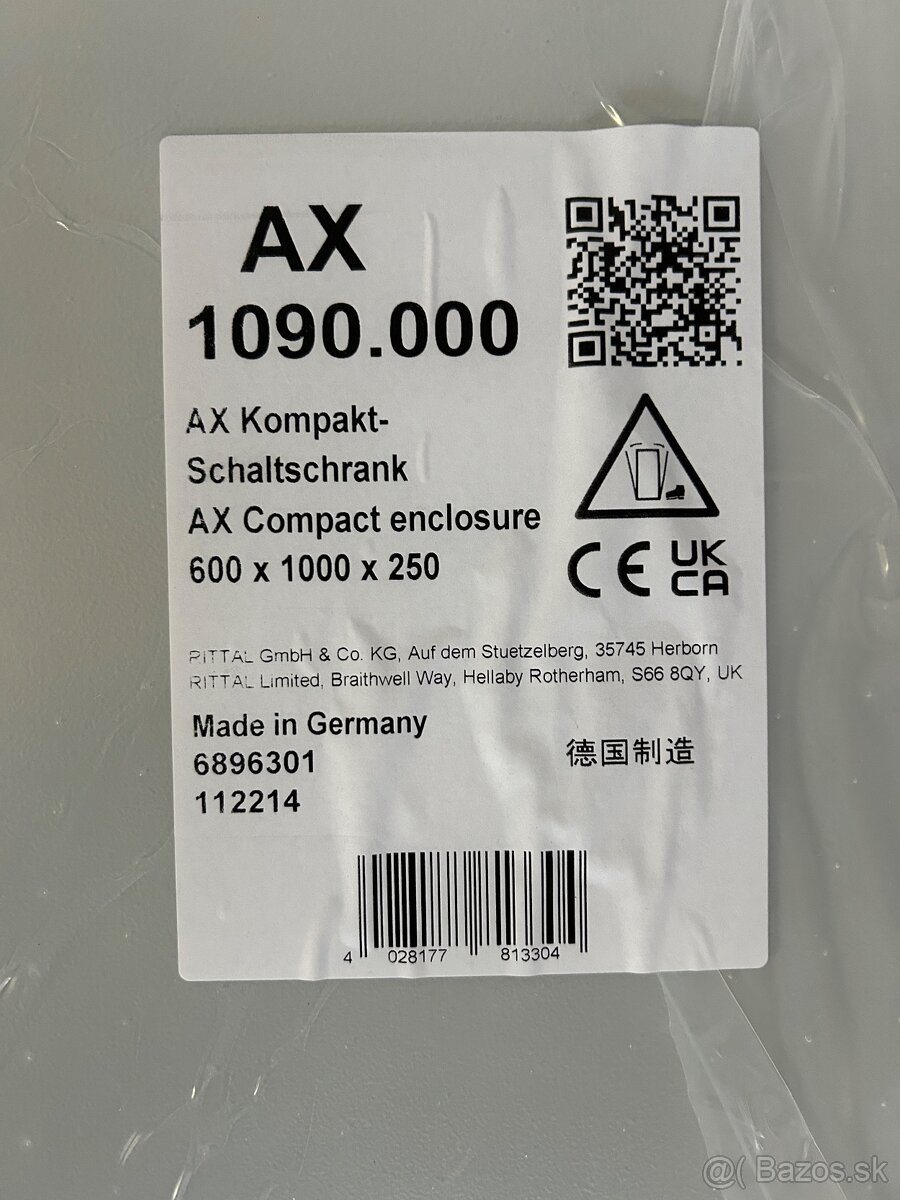 AX
1090.000
AX Kompakt-
Schaltschrank
AX Compact enclosure
600 x 1000 x 250
CE UK
CA
RITTAL GmbH & Co. KG, Auf dem Stuetzelberg, 35745 Herborn
RITTAL Limited, Braithwell Way, Hellaby Rotherham, S66 8QY, UK
Made in Germany
6896301
德国制造
112214
4 028177 813304
@( Bazos.sk